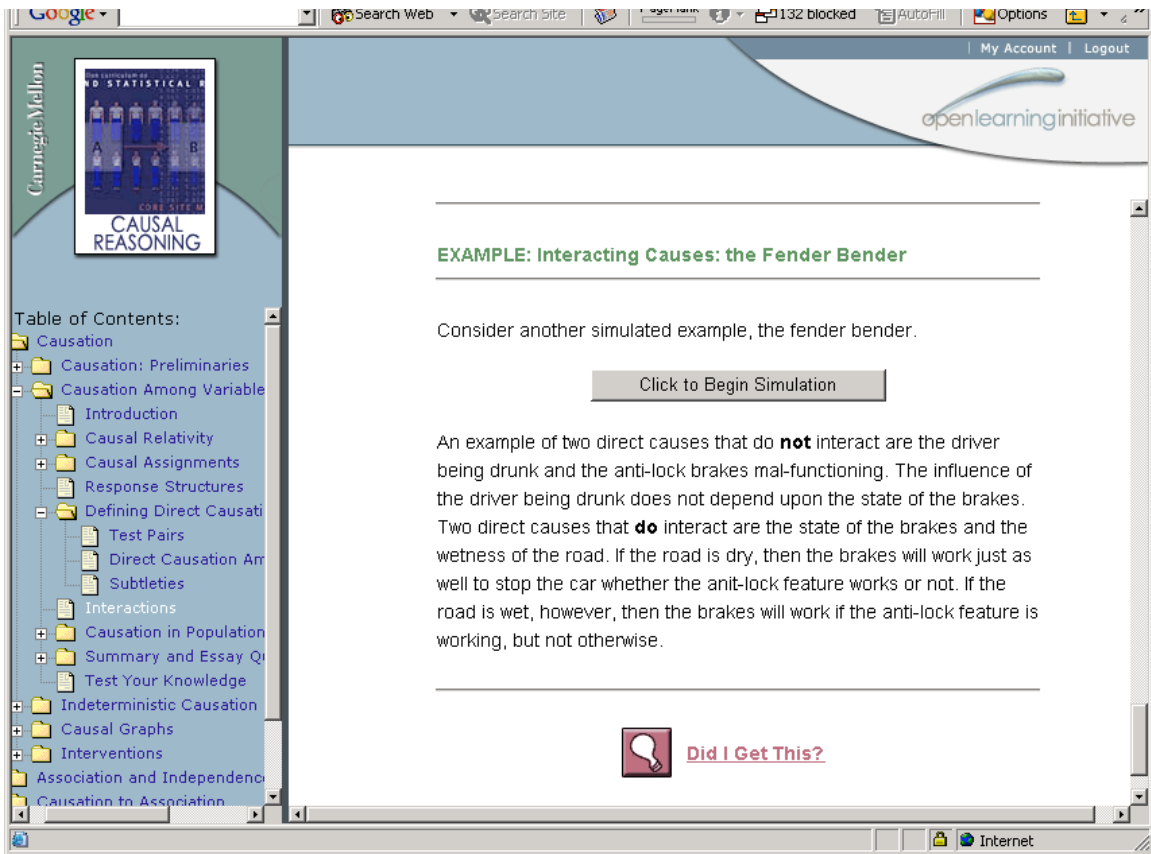 Google
Search Web
Search Site
PageRank
132 blocked
AutoFill
Options
My Account | Logout
Carnegie Mellon
ND STATISTICAL R
A
B
CORE SITE M
CAUSAL
REASONING
openlearninginitiative
Table of Contents:
Causation
Causation: Preliminaries
Causation Among Variable
Introduction
Causal Relativity
Causal Assignments
Response Structures
Defining Direct Causati
Test Pairs
Direct Causation Am
Subtleties
Interactions
Causation in Population
Summary and Essay Qu
Test Your Knowledge
Indeterministic Causation
Causal Graphs
Interventions
Association and Independenc
Causation to Association
EXAMPLE: Interacting Causes: the Fender Bender
Consider another simulated example, the fender bender.
Click to Begin Simulation
An example of two direct causes that do not interact are the driver
being drunk and the anti-lock brakes mal-functioning. The influence of
the driver being drunk does not depend upon the state of the brakes.
Two direct causes that do interact are the state of the brakes and the
wetness of the road. If the road is dry, then the brakes will work just as
well to stop the car whether the anit-lock feature works or not. If the
road is wet, however, then the brakes will work if the anti-lock feature is
working, but not otherwise.
Did I Get This?
Internet